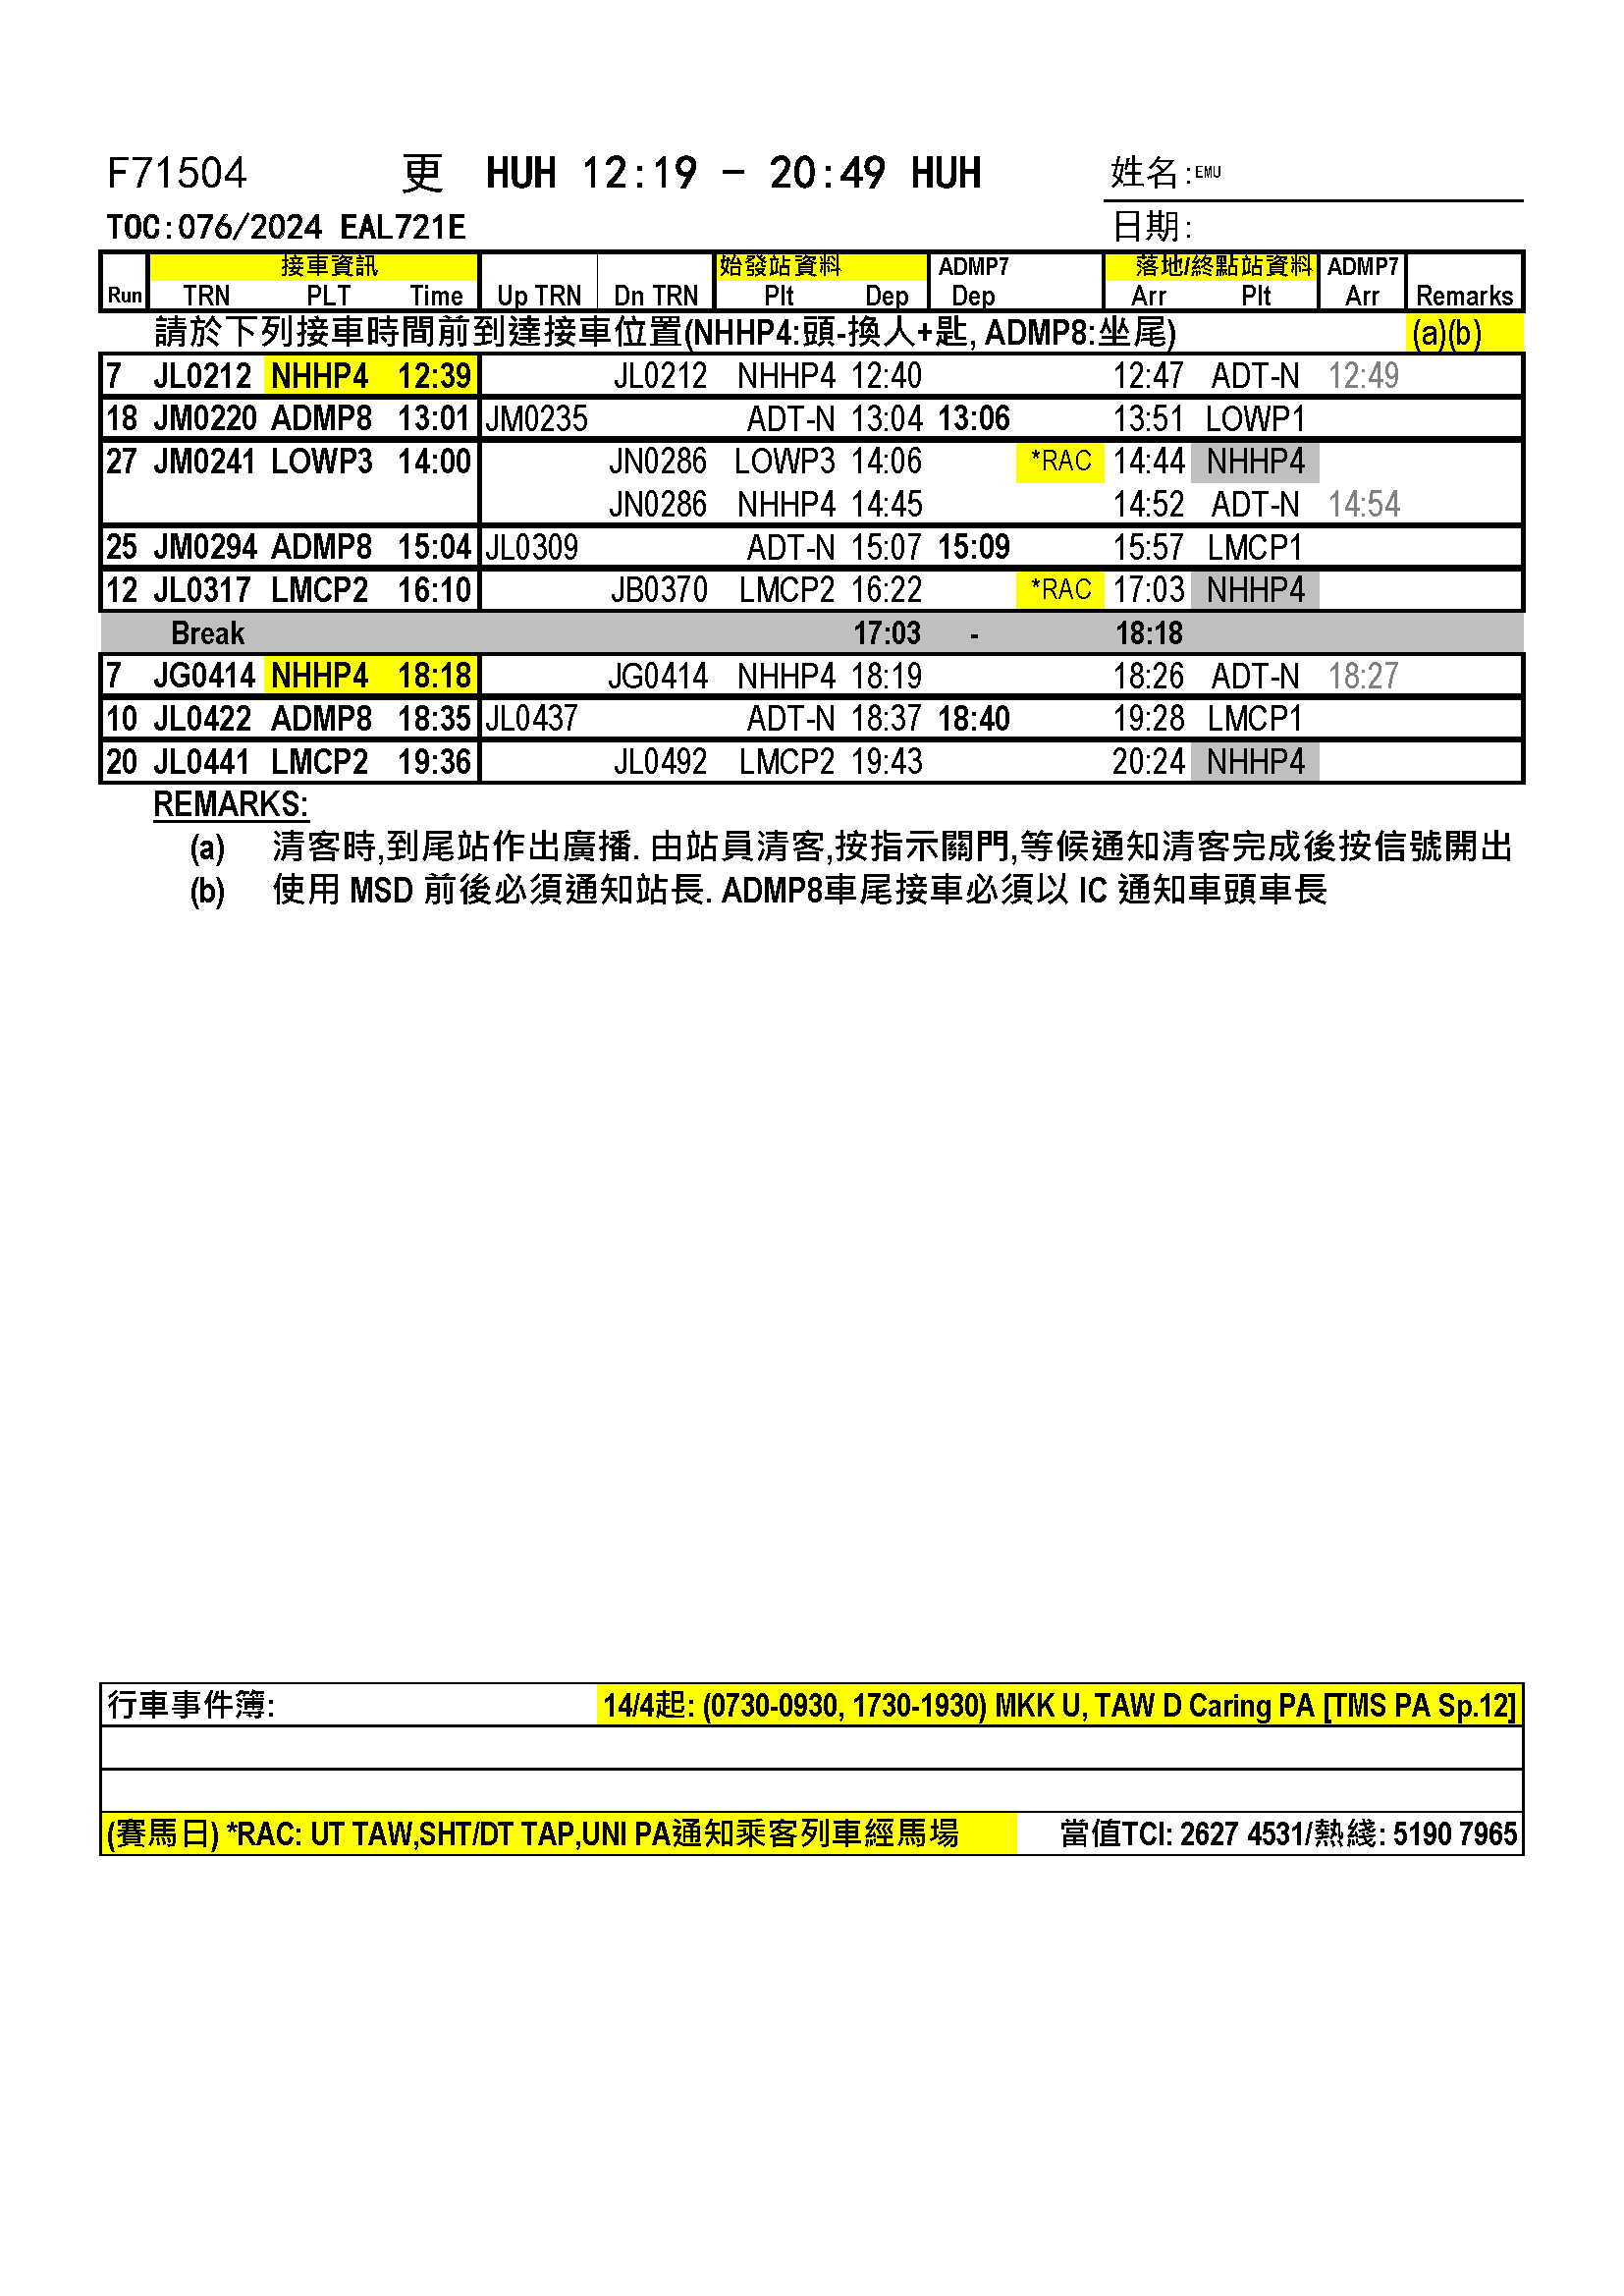 F71504 更 HUH 12:19 - 20:49 HUH 姓名:EMU
TOC:076/2024 EAL721E 日期:
接車資訊 始發站資料 ADMP7 落地/終點站資料 ADMP7
Run TRN PLT Time Up TRN Dn TRN Plt Dep Dep Arr Plt Arr Remarks
請於下列接車時間前到達接車位置(NHHP4:頭-換人+匙, ADMP8:坐尾) (a)(b)
7 JL0212 NHHP4 12:39 JL0212 NHHP4 12:40 12:47 ADT-N 12:49
18 JM0220 ADMP8 13:01 JM0235 ADT-N 13:04 13:06 13:51 LOWP1
27 JM0241 LOWP3 14:00 JN0286 LOWP3 14:06 *RAC 14:44 NHHP4
JN0286 NHHP4 14:45 14:52 ADT-N 14:54
25 JM0294 ADMP8 15:04 JL0309 ADT-N 15:07 15:09 15:57 LMCP1
12 JL0317 LMCP2 16:10 JB0370 LMCP2 16:22 *RAC 17:03 NHHP4
Break 17:03 - 18:18
7 JG0414 NHHP4 18:18 JG0414 NHHP4 18:19 18:26 ADT-N 18:27
10 JL0422 ADMP8 18:35 JL0437 ADT-N 18:37 18:40 19:28 LMCP1
20 JL0441 LMCP2 19:36 JL0492 LMCP2 19:43 20:24 NHHP4
REMARKS:
(a) 清客時,到尾站作出廣播. 由站員清客,按指示關門,等候通知清客完成後按信號開出
(b) 使用 MSD 前後必須通知站長. ADMP8車尾接車必須以 IC 通知車頭車長
行車事件簿: 14/4起: (0730-0930, 1730-1930) MKK U, TAW D Caring PA [TMS PA Sp.12]
(賽馬日) *RAC: UT TAW,SHT/DT TAP,UNI PA通知乘客列車經馬場 當值TCI: 2627 4531/熱綫: 5190 7965